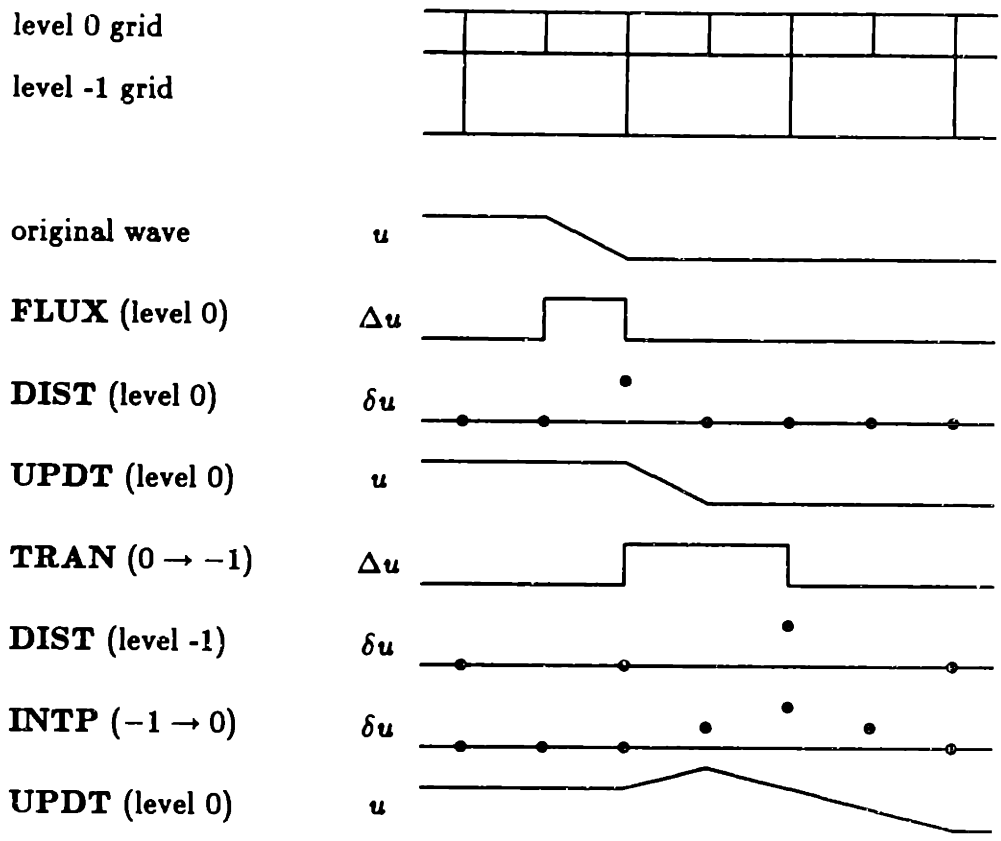 level 0 grid
level -1 grid
original wave u
FLUX (level 0) Δu
DIST (level 0) δu
UPDT (level 0) u
TRAN (0 → −1) Δu
DIST (level -1) δu
INTP (−1 → 0) δu
UPDT (level 0) u